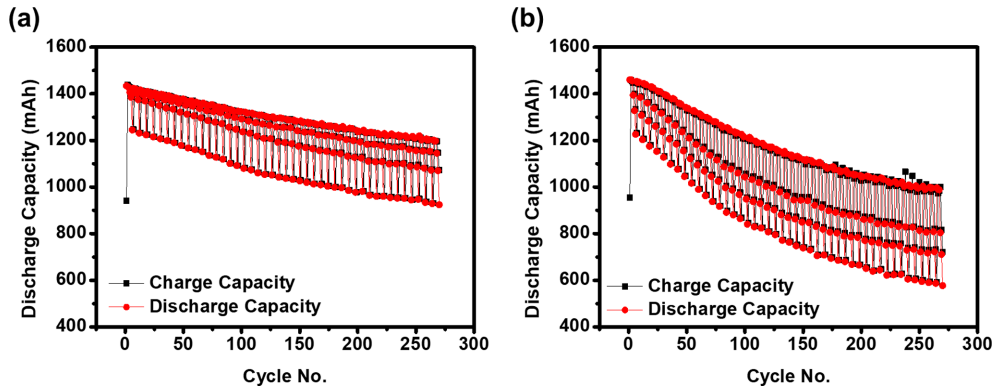 (a)
1600
1400
1200
1000
800
600
400
Discharge Capacity (mAh)
Charge Capacity
Discharge Capacity
0 50 100 150 200 250 300
Cycle No.
(b)
1600
1400
1200
1000
800
600
400
Discharge Capacity (mAh)
Charge Capacity
Discharge Capacity
0 50 100 150 200 250 300
Cycle No.